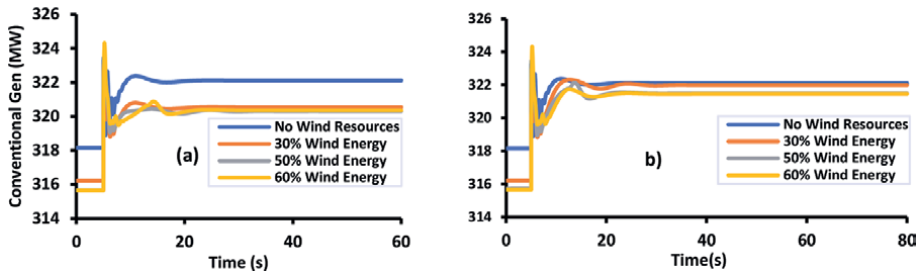 Conventional Gen (MW)
326
324
322
320
318
316
314
0
20
40
60
Time (s)
(a)
No Wind Resources
30% Wind Energy
50% Wind Energy
60% Wind Energy
326
324
322
320
318
316
214
0
20
40
60
80
Time(s)
b)
No Wind Resources
30% Wind Energy
50% Wind Energy
60% Wind Energy